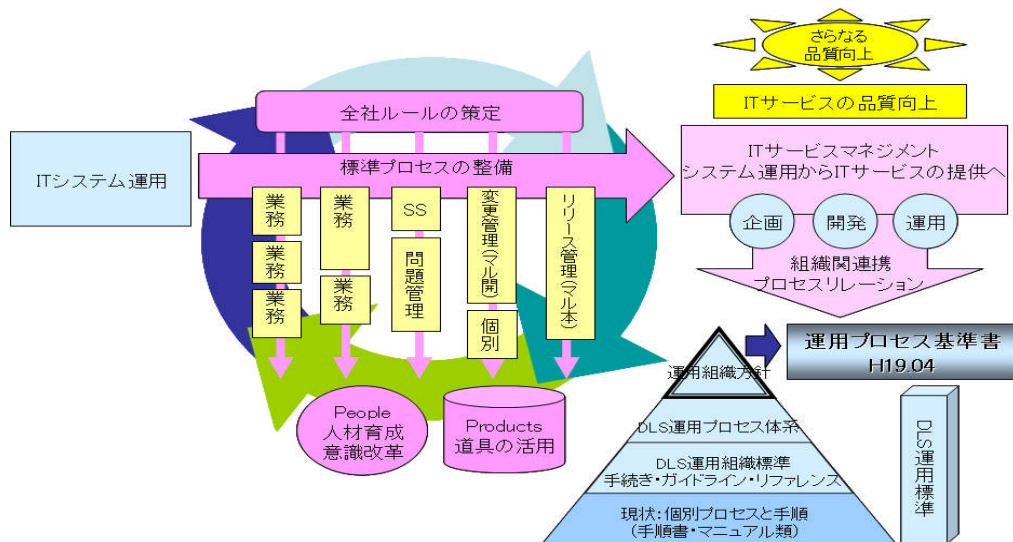 さらなる
品質向上
ITサービスの品質向上
全社ルールの策定
ITシステム運用
標準プロセスの整備
ITサービスマネジメント
システム運用からITサービスの提供へ
企画
開発
運用
組織関連携
プロセスリレーション
業務
業務
業務
業務
業務
SS
問題管理
変更管理(マル開)
個別
リリース管理(マル本)
People
人材育成
意識改革
Products
道具の活用
運用組織方針
運用プロセス基準書
H19.04
DLS運用プロセス体系
DLS運用組織標準
手続き・ガイドライン・リファレンス
現状:個別プロセスと手順
(手順書・マニュアル類)
DLS運用標準